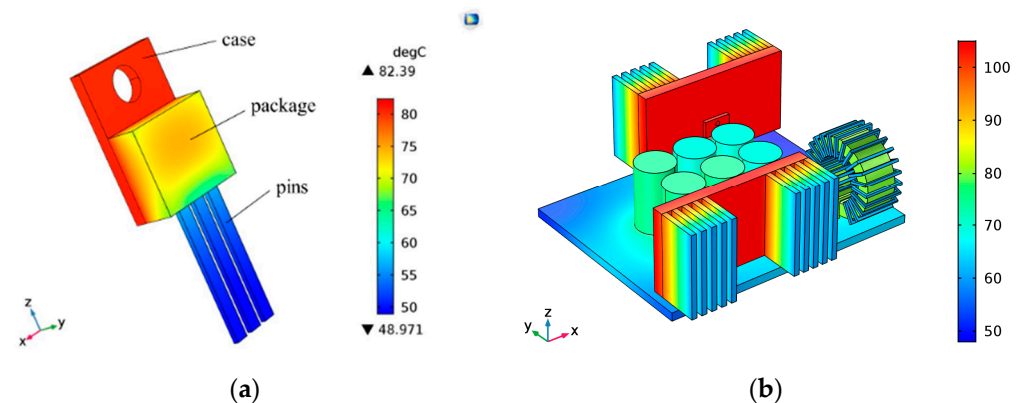 case
package
pins
degC
▲ 82.39
80
75
70
65
60
55
50
▼ 48.971
z
y
x
(a)
100
90
80
70
60
50
z
y
x
(b)